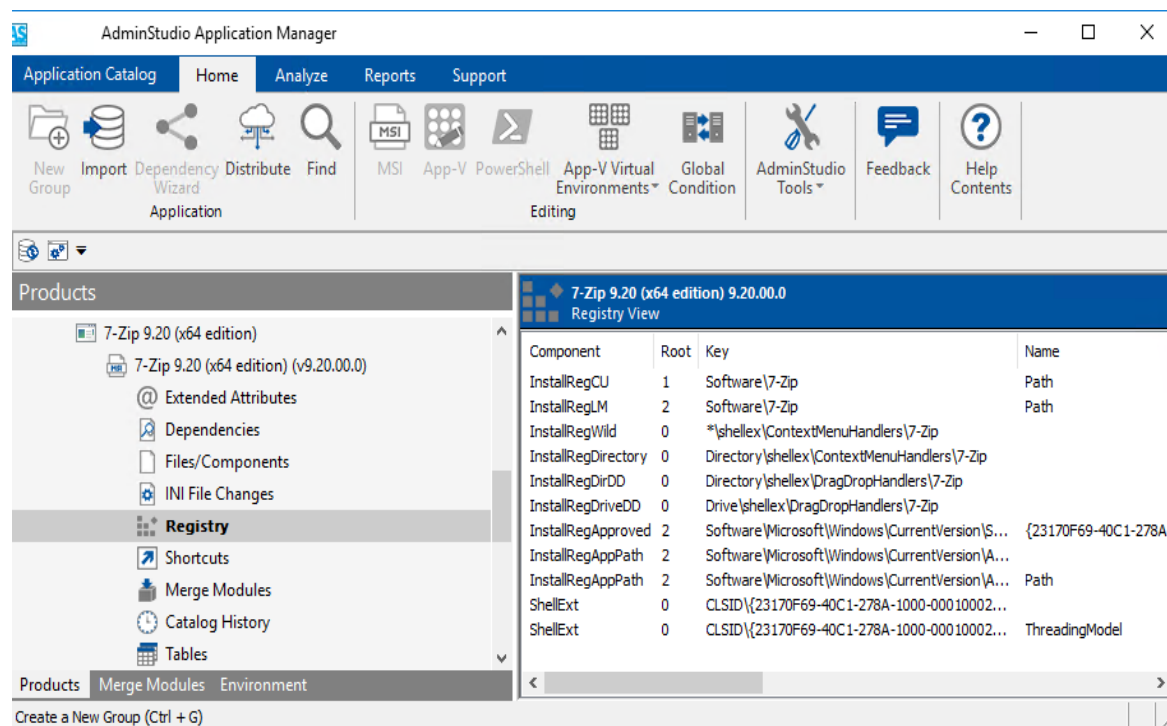 AS AdminStudio Application Manager
Application Catalog Home Analyze Reports Support
New Group Import Dependency Wizard Distribute Find MSI MSI App-V PowerShell App-V Virtual Environments Global Condition AdminStudio Tools Feedback Help Contents
Application Editing
Products
7-Zip 9.20 (x64 edition)
7-Zip 9.20 (x64 edition) (v9.20.00.0)
Extended Attributes
Dependencies
Files/Components
INI File Changes
Registry
Shortcuts
Merge Modules
Catalog History
Tables
Products Merge Modules Environment
7-Zip 9.20 (x64 edition) 9.20.00.0
Registry View
Component Root Key Name
InstallRegCU 1 Software\7-Zip Path
InstallRegLM 2 Software\7-Zip Path
InstallRegWild 0 *\shellex\ContextMenuHandlers\7-Zip
InstallRegDirectory 0 Directory\shellex\ContextMenuHandlers\7-Zip
InstallRegDirDD 0 Directory\shellex\DragDropHandlers\7-Zip
InstallRegDriveDD 0 Drive\shellex\DragDropHandlers\7-Zip
InstallRegApproved 2 Software\Microsoft\Windows\CurrentVersion\S... {23170F69-40C1-278A
InstallRegAppPath 2 Software\Microsoft\Windows\CurrentVersion\A...
InstallRegAppPath 2 Software\Microsoft\Windows\CurrentVersion\A... Path
ShellExt 0 CLSID\{23170F69-40C1-278A-1000-00010002...
ShellExt 0 CLSID\{23170F69-40C1-278A-1000-00010002... ThreadingModel
Create a New Group (Ctrl + G)